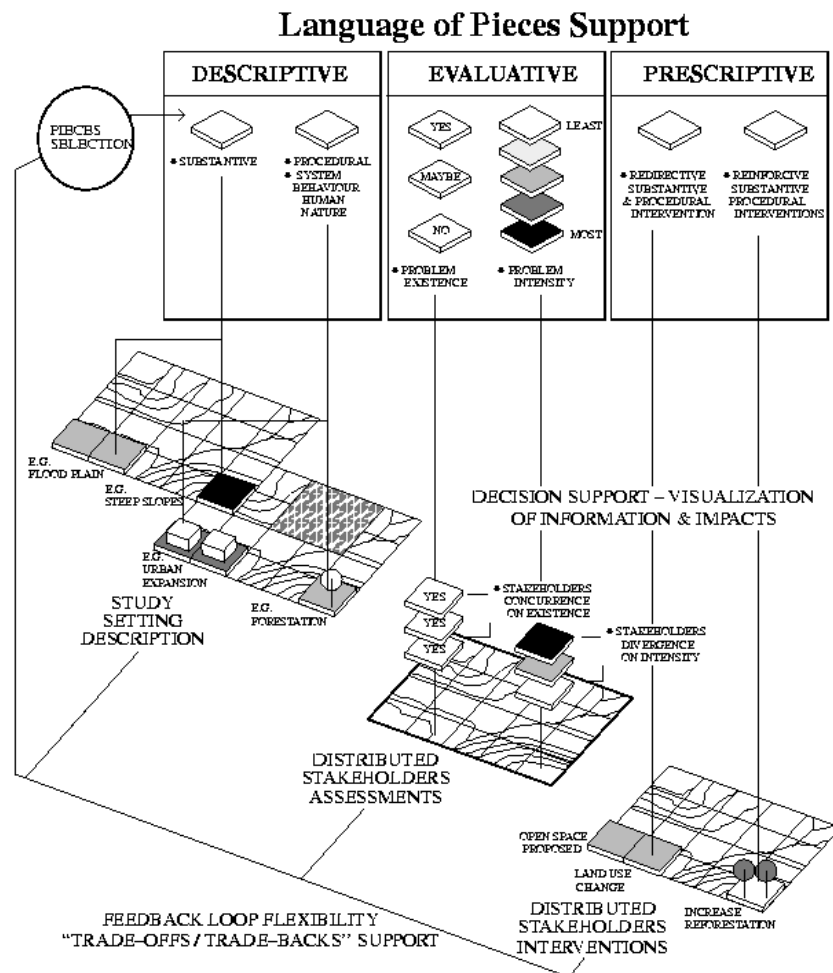 Language of Pieces Support
DESCRIPTIVE
EVALUATIVE
PRESCRIPTIVE
PIECES
SELECTION
SUBSTANTIVE
PROCEDURAL
SYSTEM
BEHAVIOUR
HUMAN
NATURE
YES
MAYBE
NO
PROBLEM
EXISTENCE
LEAST
MOST
PROBLEM
INTENSITY
REDIRECTIVE
SUBSTANTIVE
& PROCEDURAL
INTERVENTION
REINFORCIVE
SUBSTANTIVE
PROCEDURAL
INTERVENTIONS
E.G.
FLOOD PLAIN
E.G.
STEEP SLOPES
E.G.
URBAN
EXPANSION
E.G.
FORESTATION
STUDY
SETTING
DESCRIPTION
DECISION SUPPORT – VISUALIZATION
OF INFORMATION & IMPACTS
YES
YES
YES
STAKEHOLDERS
CONCURRENCE
ON EXISTENCE
STAKEHOLDERS
DIVERGENCE
ON INTENSITY
DISTRIBUTED
STAKEHOLDERS
ASSESSMENTS
OPEN SPACE
PROPOSED
LAND USE
CHANGE
INCREASE
REFORESTATION
DISTRIBUTED
STAKEHOLDERS
INTERVENTIONS
FEEDBACK LOOP FLEXIBILITY
“TRADE–OFFS / TRADE–BACKS” SUPPORT